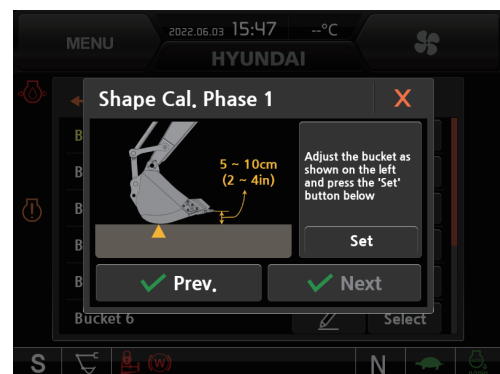 MENU
2022.06.03 15:47 --°C
HYUNDAI
Shape Cal. Phase 1
X
B
5 ~ 10cm
(2 ~ 4in)
Adjust the bucket as
shown on the left
and press the 'Set'
button below
B
B
B
Set
B
Prev.
Next
Bucket 6
Select
S
(W)
N